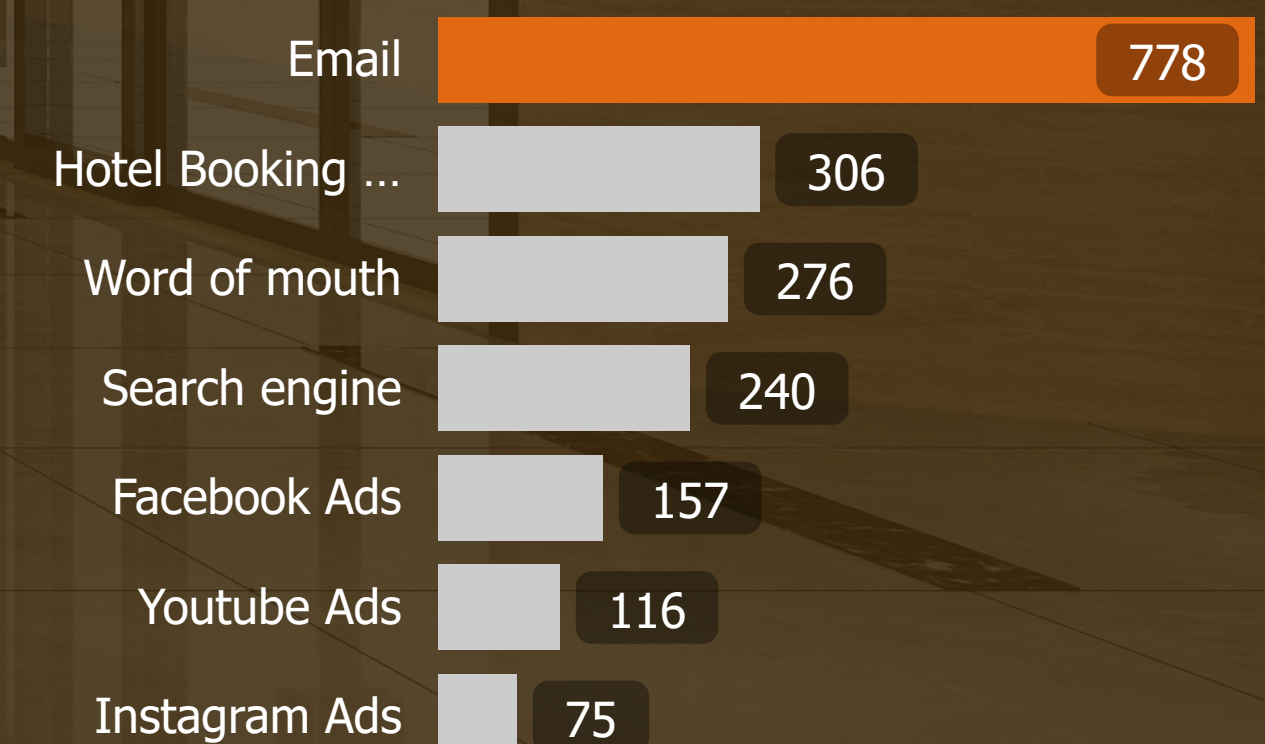 Email 778
Hotel Booking ... 306
Word of mouth 276
Search engine 240
Facebook Ads 157
Youtube Ads 116
Instagram Ads 75